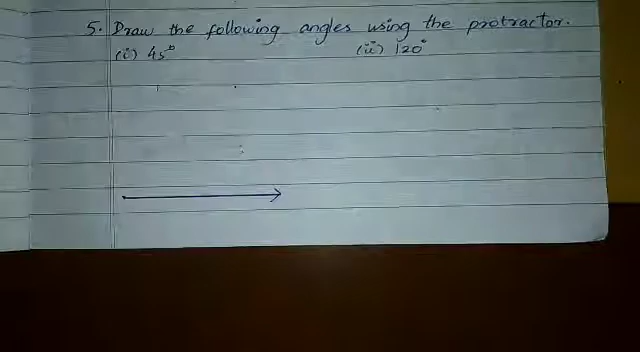 5. Draw the following angles using the protractor.
(i) 45° (ii) 120°